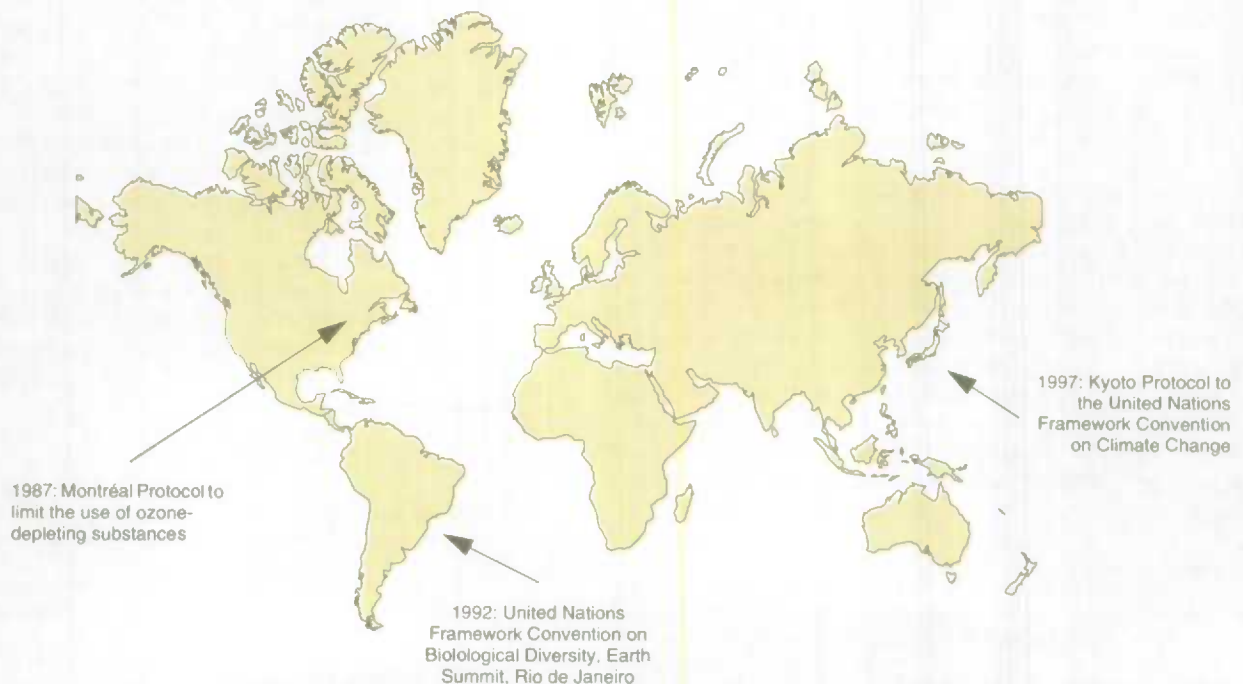 1997: Kyoto Protocol to
the United Nations
Framework Convention
on Climate Change
1987: Montréal Protocol to
limit the use of ozone-
depleting substances
1992: United Nations
Framework Convention on
Biolological Diversity, Earth
Summit, Rio de Janeiro